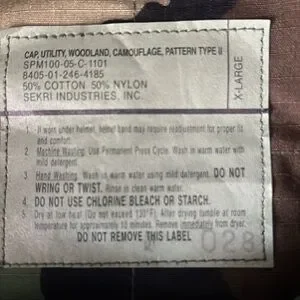 CAP, UTILITY, WOODLAND, CAMOUFLAGE, PATTERN TYPE II
SPM100-05-C-1101
8405-01-246-4185
50% COTTON 50% NYLON
SEKRI INDUSTRIES, INC.
X-LARGE
1. If worn under helmet, helmet band may require readjustment for proper fit
and comfort.
2. Machine Washing: Use Permanent Press Cycle. Wash in warm water with
mild detergent.
3. Hand Washing: Wash in warm water using mild detergent. DO NOT
WRING OR TWIST. Rinse in clean warm water.
4. DO NOT USE CHLORINE BLEACH OR STARCH.
5. Dry at low heat (Do not exceed 130°F). After drying tumble at room
temperature for approximately 10 minutes. Remove immediately from dryer.
DO NOT REMOVE THIS LABEL
028